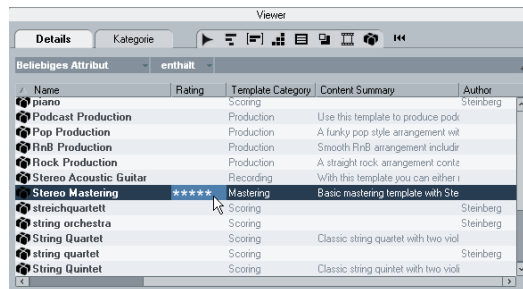 Viewer
Details Kategorie
Beliebiges Attribut enthält
Name Rating Template Category Content Summary Author
piano Scoring Steinberg
Podcast Production Production Use this template to produce podc
Pop Production Production A funky pop style arrangement wit
RnB Production Production Smooth RnB arrangement includir
Rock Production Production A straight rock arrangement conta
Stereo Acoustic Guitar Recording With this template you can either r
Stereo Mastering ***** Mastering Basic mastering template with Ste
streichquartett Scoring Steinberg
string orchestra Scoring Steinberg
String Quartet Scoring Classic string quartet with two viol
string quartet Scoring Steinberg
String Quintet Scoring Classic string quintet with two violi